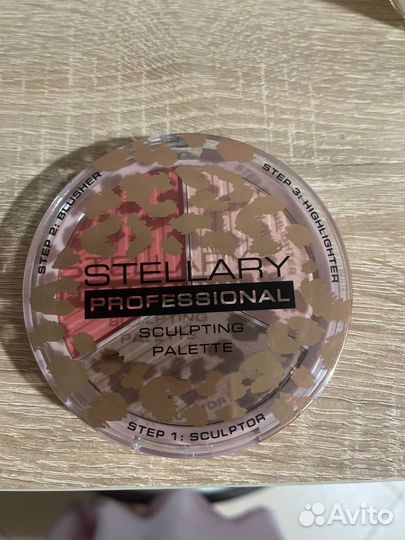 STEP 2: BLUSHER
STEP 3: HIGHLIGHTER
STELLARY
PROFESSIONAL
SCULPTING
PALETTE
STEP 1: SCULPTOR
Avito